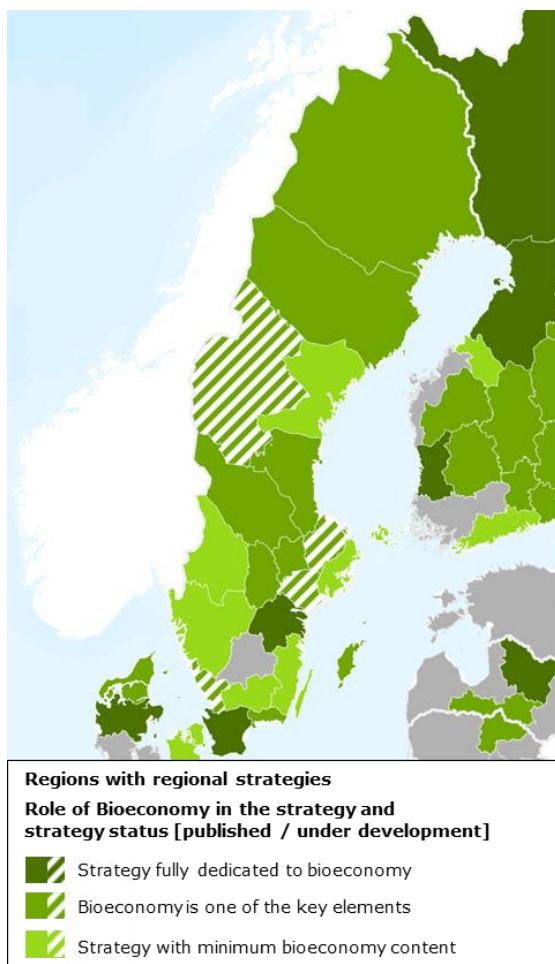 Regions with regional strategies
Role of Bioeconomy in the strategy and
strategy status [published / under development]
Strategy fully dedicated to bioeconomy
Bioeconomy is one of the key elements
Strategy with minimum bioeconomy content